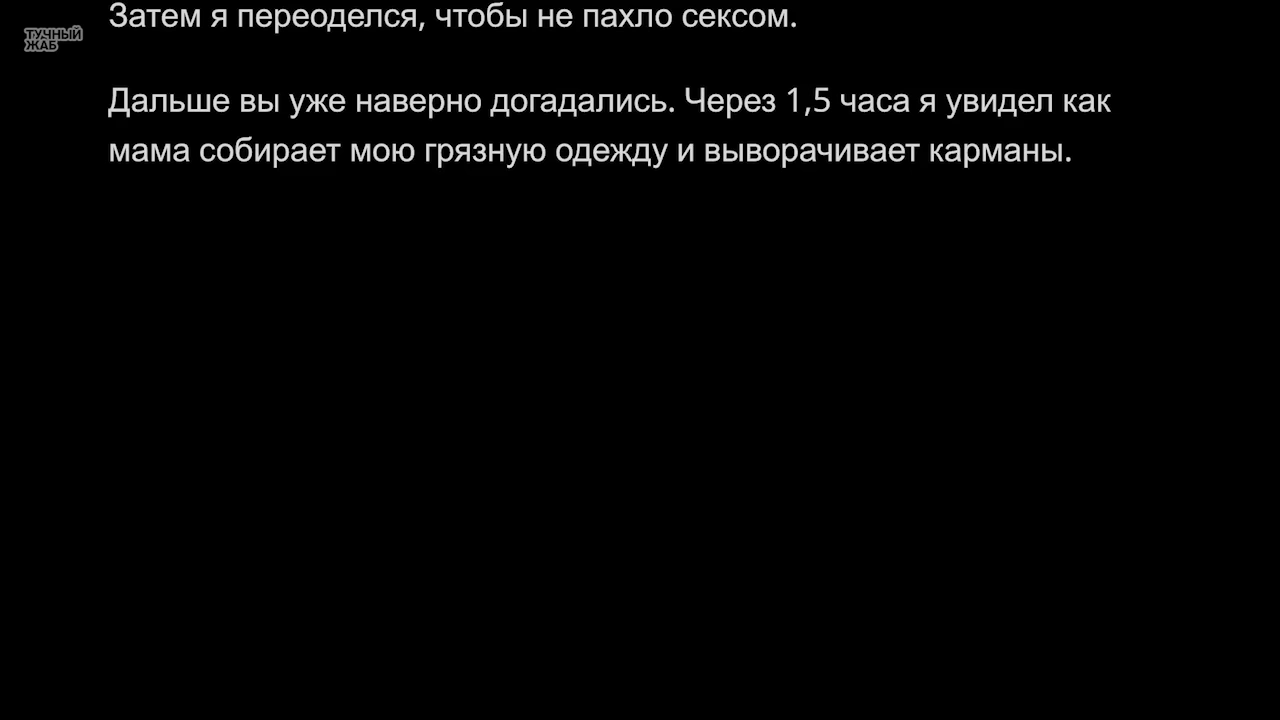 Затем я переоделся, чтобы не пахло сексом.
ТУЧНЫЙ
ЖАБ
Дальше вы уже наверно догадались. Через 1,5 часа я увидел как
мама собирает мою грязную одежду и выворачивает карманы.